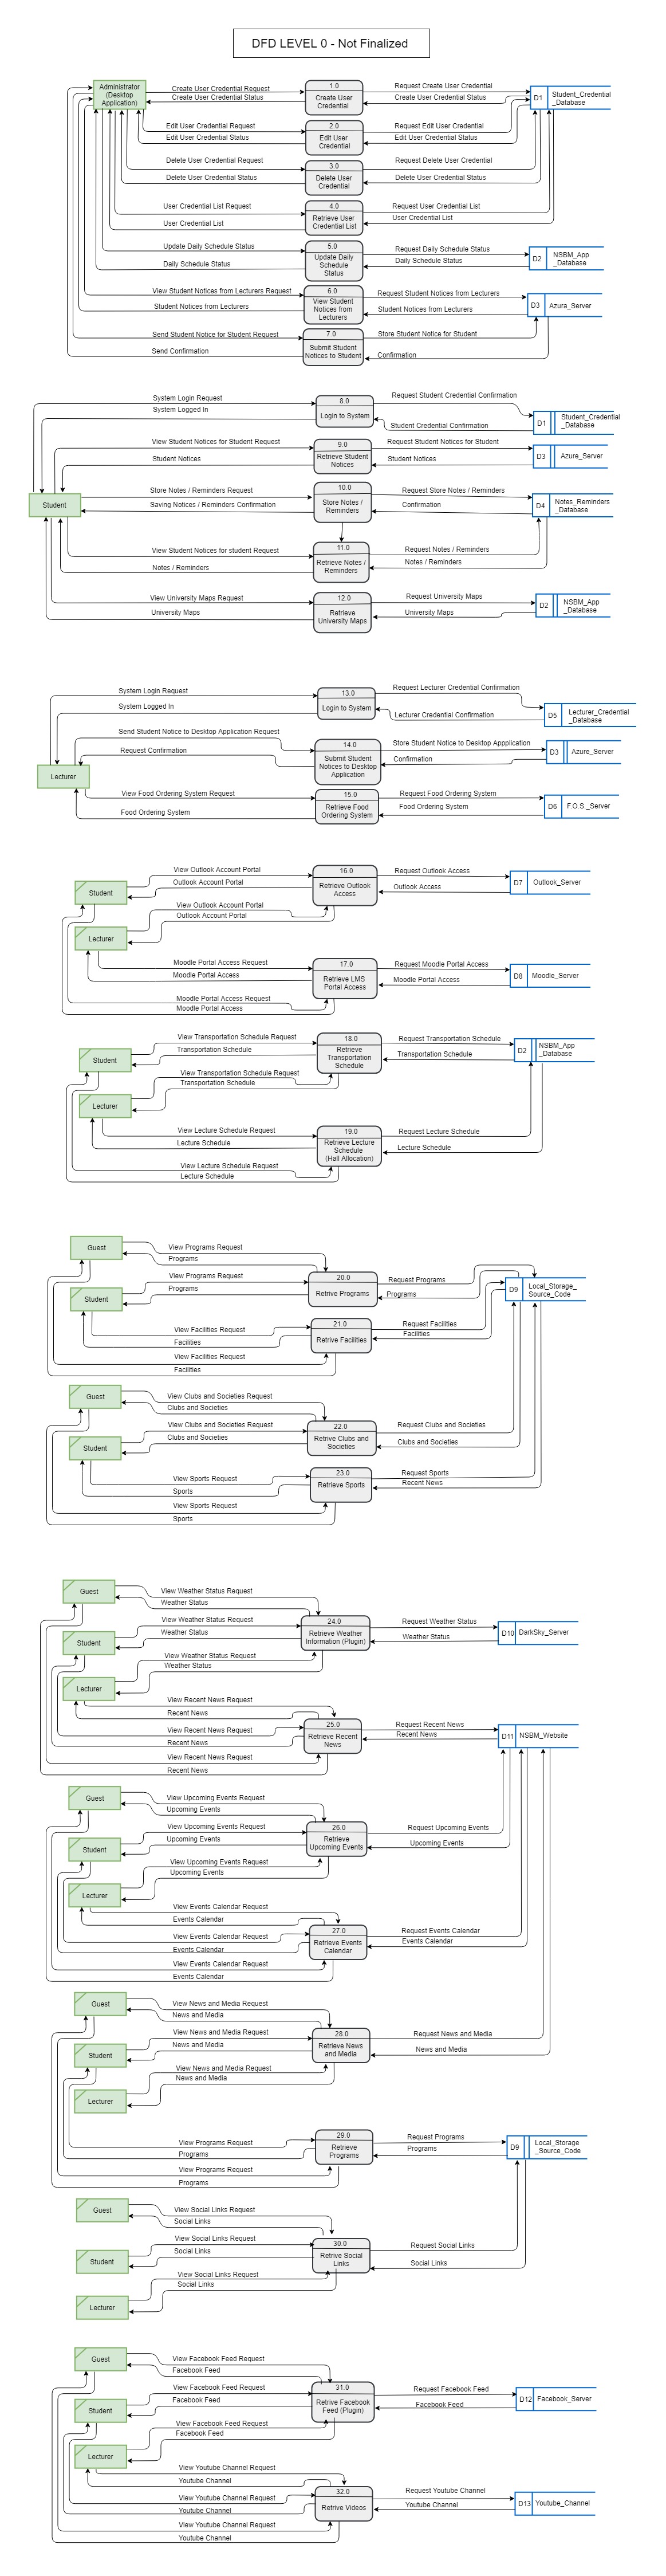 DFD LEVEL 0 - Not Finalized
Administrator
(Desktop
Application)
Create User Credential Request
Create User Credential Status
1.0
Create User
Credential
Request Create User Credential
Create User Credential Status
D1
Student_Credential
_Database
Edit User Credential Request
Edit User Credential Status
2.0
Edit User
Credential
Request Edit User Credential
Edit User Credential Status
Delete User Credential Request
Delete User Credential Status
3.0
Delete User
Credential
Request Delete User Credential
Delete User Credential Status
User Credential List Request
User Credential List
4.0
Retrieve User
Credential List
Request User Credential List
User Credential List
Update Daily Schedule Status
Daily Schedule Status
5.0
Update Daily
Schedule
Status
Request Daily Schedule Status
Daily Schedule Status
D2
NSBM_App
_Database
View Student Notices from Lecturers Request
Student Notices from Lecturers
6.0
View Student
Notices from
Lecturers
Request Student Notices from Lecturers
Student Notices from Lecturers
D3
Azura_Server
Send Student Notice for Student Request
Send Confirmation
7.0
Submit Student
Notices to Student
Store Student Notice for Student
Confirmation
System Login Request
System Logged In
8.0
Login to System
Request Student Credential Confirmation
Student Credential Confirmation
D1
Student_Credential
_Database
View Student Notices for Student Request
Student Notices
9.0
Retrieve Student
Notices
Request Student Notices for Student
Student Notices
D3
Azure_Server
Student
Store Notes / Reminders Request
Saving Notices / Reminders Confirmation
10.0
Store Notes /
Reminders
Request Store Notes / Reminders
Confirmation
D4
Notes_Reminders
_Database
View Student Notices for student Request
Notes / Reminders
11.0
Retrieve Notes /
Reminders
Request Notes / Reminders
Notes / Reminders
View University Maps Request
University Maps
12.0
Retrieve
University Maps
Request University Maps
University Maps
D2
NSBM_App
_Database
System Login Request
System Logged In
13.0
Login to System
Request Lecturer Credential Confirmation
Lecturer Credential Confirmation
D5
Lecturer_Credential
_Database
Send Student Notice to Desktop Application Request
Request Confirmation
14.0
Submit Student
Notices to Desktop
Application
Store Student Notice to Desktop Appplication
Confirmation
D3
Azure_Server
Lecturer
View Food Ordering System Request
Food Ordering System
15.0
Retrieve Food
Ordering System
Request Food Ordering System
Food Ordering System
D6
F.O.S._Server
Student
View Outlook Account Portal
Outlook Account Portal
16.0
Retrieve Outlook
Access
Request Outlook Access
Outlook Access
D7
Outlook_Server
Lecturer
View Outlook Account Portal
Outlook Account Portal
Moodle Portal Access Request
Moodle Portal Access
17.0
Retrieve LMS
Portal Access
Request Moodle Portal Access
Moodle Portal Access
D8
Moodle_Server
Moodle Portal Access Request
Moodle Portal Access
Student
View Transportation Schedule Request
Transportation Schedule
18.0
Retrieve
Transportation
Schedule
Request Transportation Schedule
Transportation Schedule
D2
NSBM_App
_Database
Lecturer
View Transportation Schedule Request
Transportation Schedule
View Lecture Schedule Request
Lecture Schedule
19.0
Retrieve Lecture
Schedule
(Hall Allocation)
Request Lecture Schedule
Lecture Schedule
View Lecture Schedule Request
Lecture Schedule
Guest
View Programs Request
Programs
Student
View Programs Request
Programs
20.0
Retrive Programs
Request Programs
Programs
D9
Local_Storage_
Source_Code
View Facilities Request
Facilities
21.0
Retrive Facilities
Request Facilities
Facilities
View Facilities Request
Facilities
Guest
View Clubs and Societies Request
Clubs and Societies
Student
View Clubs and Societies Request
Clubs and Societies
22.0
Retrive Clubs and
Societies
Request Clubs and Societies
Clubs and Societies
View Sports Request
Sports
23.0
Retrieve Sports
Request Sports
Recent News
View Sports Request
Sports
Guest
View Weather Status Request
Weather Status
Student
View Weather Status Request
Weather Status
24.0
Retrieve Weather
Information (Plugin)
Request Weather Status
Weather Status
D10
DarkSky_Server
Lecturer
View Weather Status Request
Weather Status
View Recent News Request
Recent News
25.0
Retrieve Recent
News
Request Recent News
Recent News
D11
NSBM_Website
View Recent News Request
Recent News
View Recent News Request
Recent News
Guest
View Upcoming Events Request
Upcoming Events
Student
View Upcoming Events Request
Upcoming Events
26.0
Retrieve
Upcoming Events
Request Upcoming Events
Upcoming Events
Lecturer
View Upcoming Events Request
Upcoming Events
View Events Calendar Request
Events Calendar
27.0
Retrieve Events
Calendar
Request Events Calendar
Events Calendar
View Events Calendar Request
Events Calendar
View Events Calendar Request
Events Calendar
Guest
View News and Media Request
News and Media
Student
View News and Media Request
News and Media
28.0
Retrieve News
and Media
Request News and Media
News and Media
Lecturer
View News and Media Request
News and Media
View Programs Request
Programs
29.0
Retrieve
Programs
Request Programs
Programs
D9
Local_Storage
_Source_Code
View Programs Request
Programs
Guest
View Social Links Request
Social Links
Student
View Social Links Request
Social Links
30.0
Retrive Social
Links
Request Social Links
Social Links
Lecturer
View Social Links Request
Social Links
Guest
View Facebook Feed Request
Facebook Feed
Student
View Facebook Feed Request
Facebook Feed
31.0
Retrive Facebook
Feed (Plugin)
Request Facebook Feed
Facebook Feed
D12
Facebook_Server
Lecturer
View Facebook Feed Request
Facebook Feed
View Youtube Channel Request
Youtube Channel
32.0
Retrive Videos
Request Youtube Channel
Youtube Channel
D13
Youtube_Channel
View Youtube Channel Request
Youtube Channel
View Youtube Channel Request
Youtube Channel